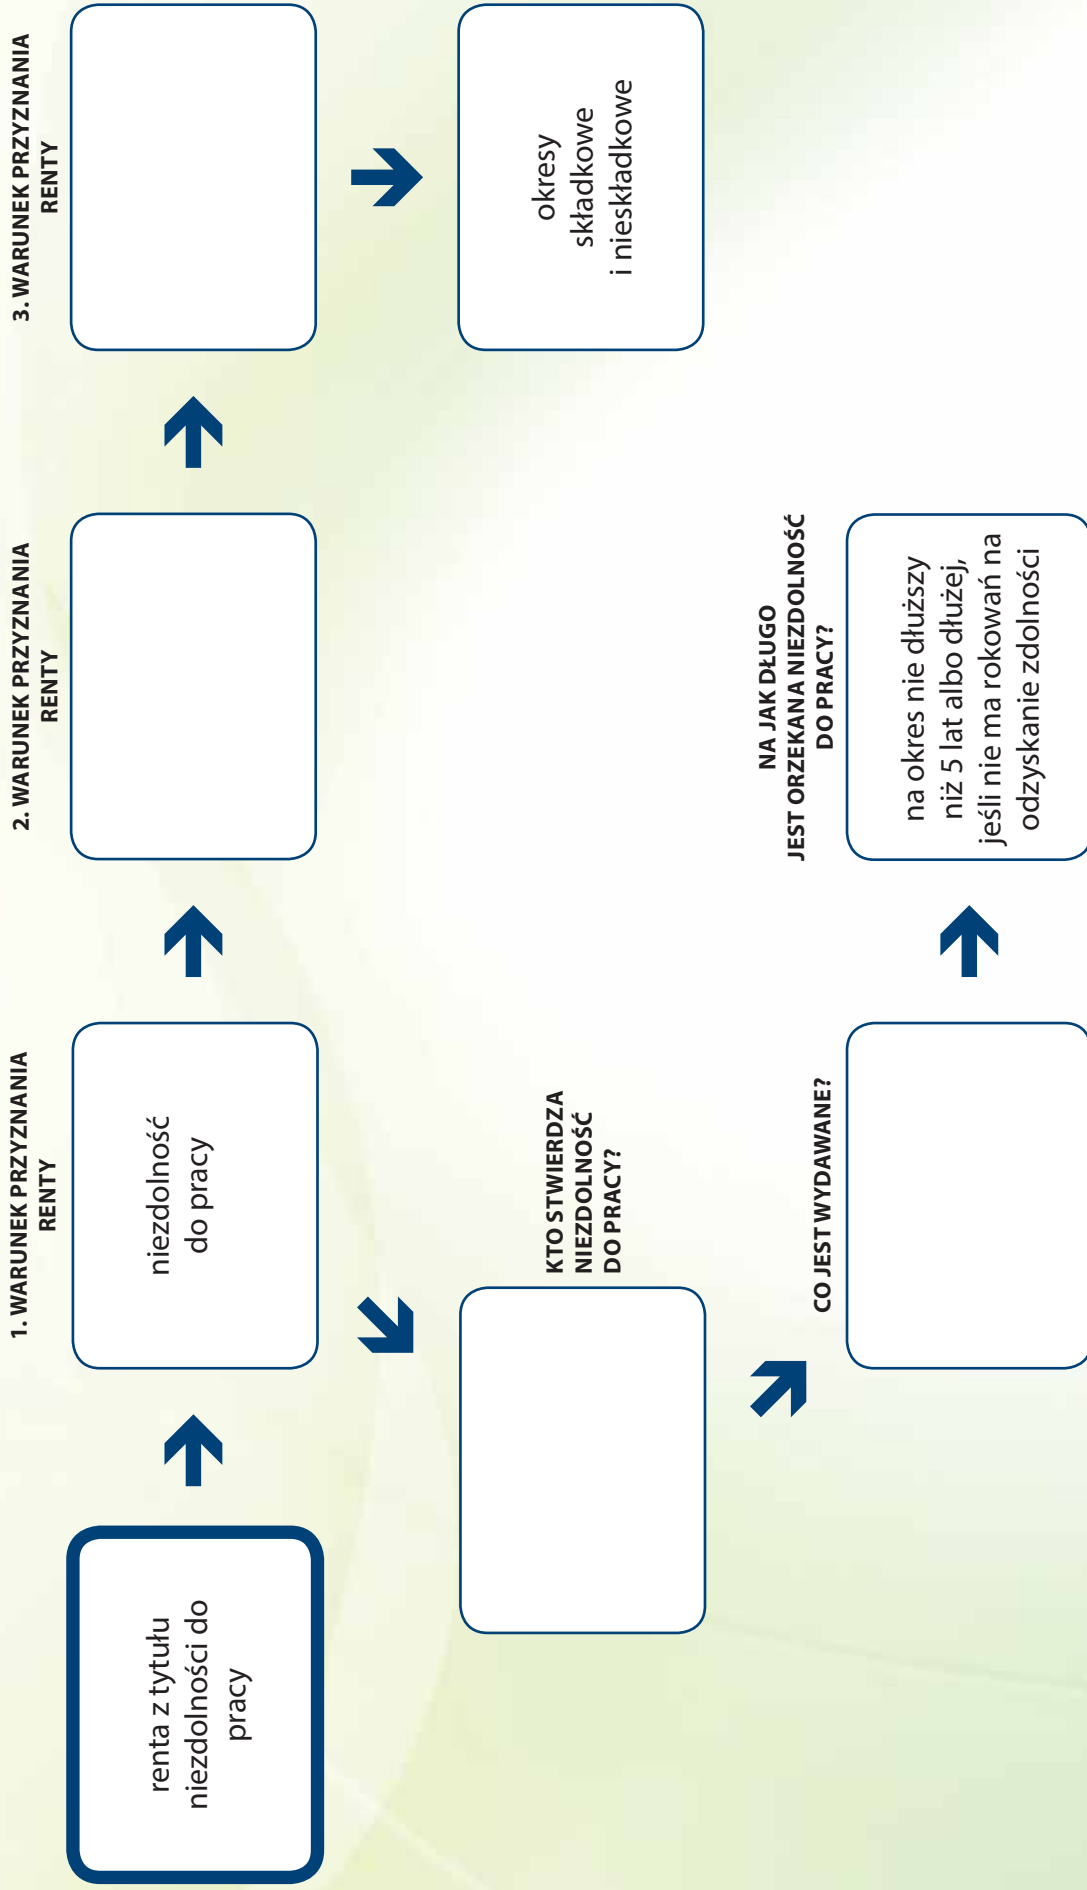 renta z tytułu
niezdolności do
pracy
1. WARUNEK PRZYZNANIA
RENTY
niezdolność
do pracy
2. WARUNEK PRZYZNANIA
RENTY
3. WARUNEK PRZYZNANIA
RENTY
okresy
składkowe
i nieskładkowe
KTO STWIERDZA
NIEZDOLNOŚĆ
DO PRACY?
CO JEST WYDAWANE?
NA JAK DŁUGO
JEST ORZEKANA NIEZDOLNOŚĆ
DO PRACY?
na okres nie dłuższy
niż 5 lat albo dłużej,
jeśli nie ma rokowań na
odzyskanie zdolności